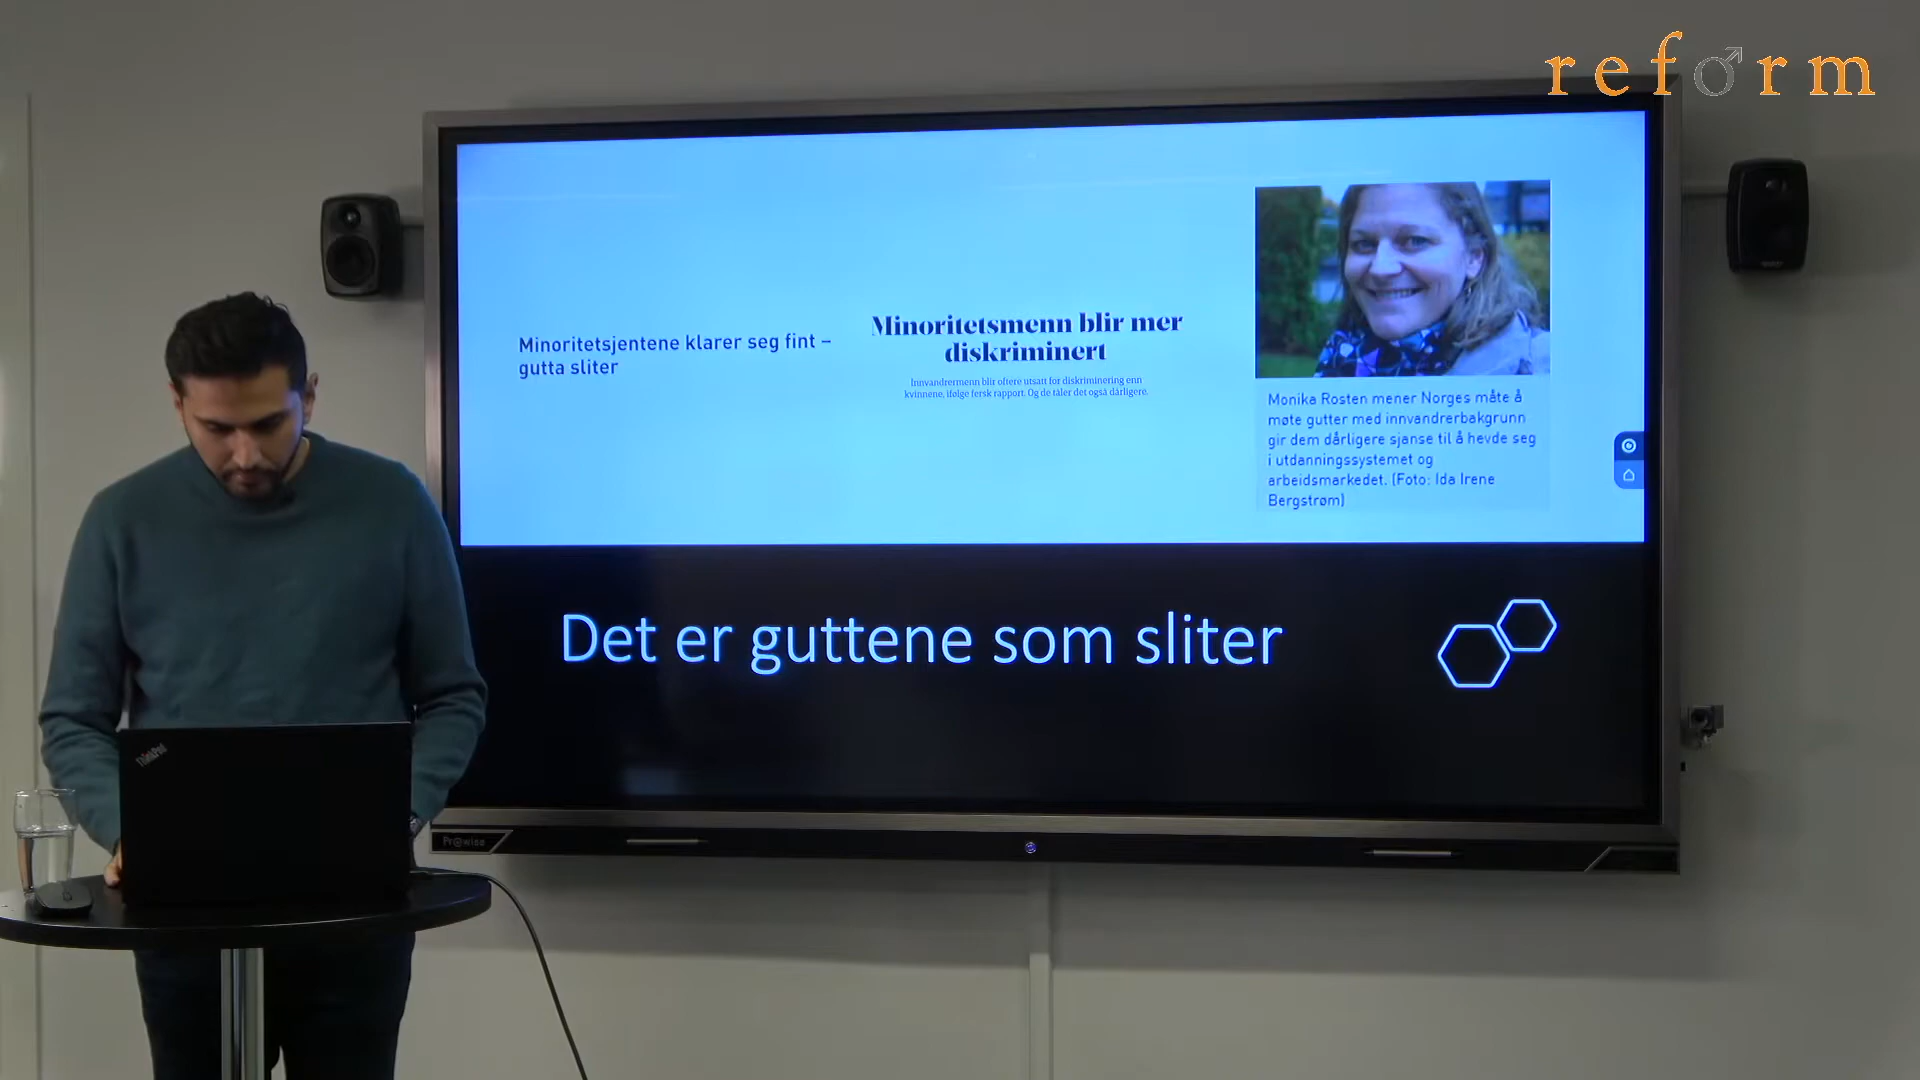 reform
Minoritetsjentene klarer seg fint –
gutta sliter
Minoritetsmenn blir mer
diskriminert
Innvandrermenn blir oftere utsatt for diskriminering enn
kvinnene, ifølge fersk rapport. Og de tåler det også dårligere.
Monika Rosten mener Norges måte å
møte gutter med innvandrerbakgrunn
gir dem dårligere sjanse til å hevde seg
i utdanningssystemet og
arbeidsmarkedet. (Foto: Ida Irene
Bergstrøm)
Det er guttene som sliter
ThinkPad
Prowise